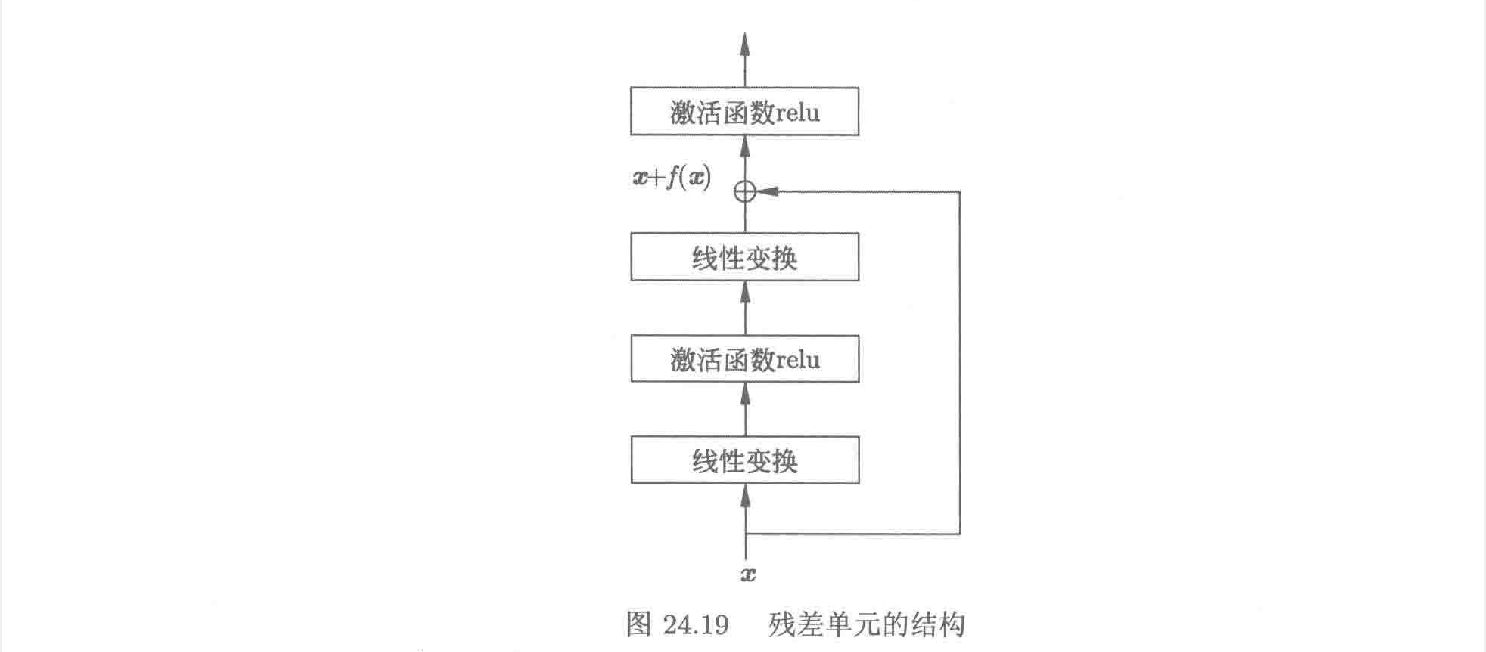 激活函数relu
x+f(x)
线性变换
激活函数relu
线性变换
x
图 24.19 残差单元的结构